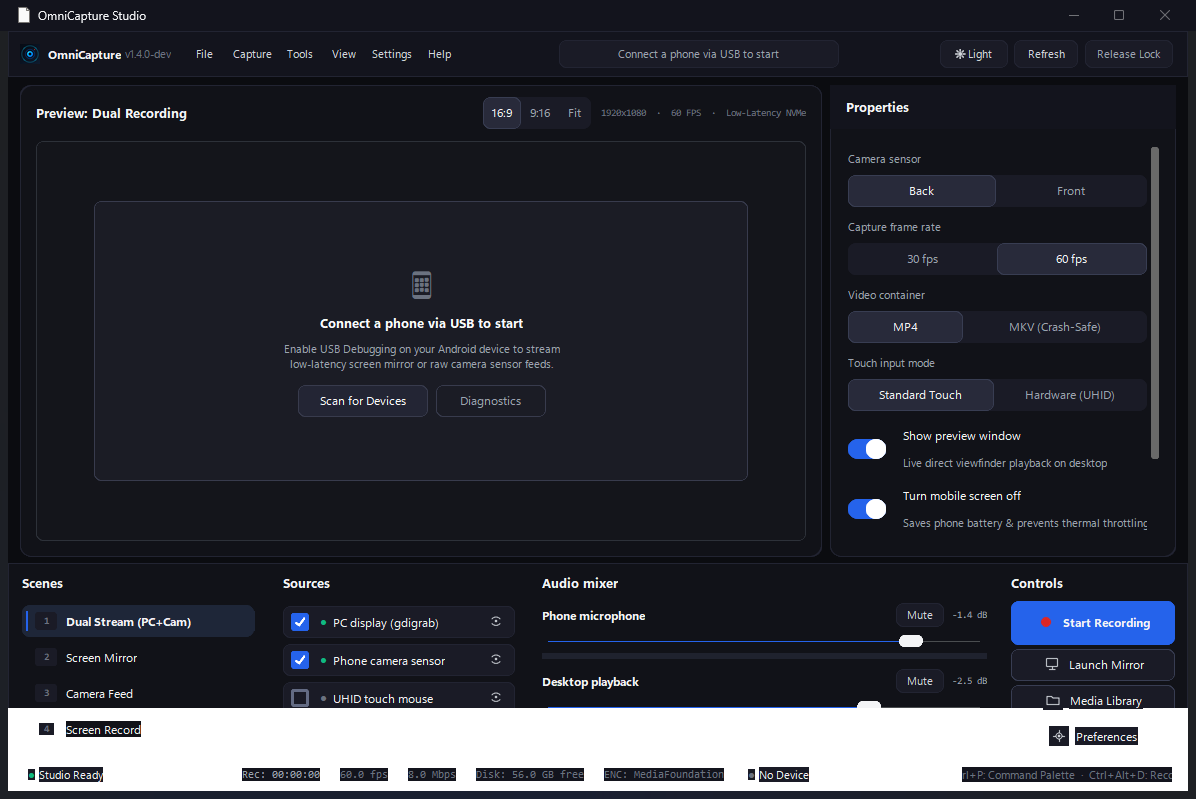 OmniCapture Studio
OmniCapture v1.4.0-dev File Capture Tools View Settings Help Connect a phone via USB to start Light Refresh Release Lock
Preview: Dual Recording 16:9 9:16 Fit 1920x1080 · 60 FPS · Low-Latency NVMe
Connect a phone via USB to start
Enable USB Debugging on your Android device to stream
low-latency screen mirror or raw camera sensor feeds.
Scan for Devices Diagnostics
Properties
Camera sensor
Back Front
Capture frame rate
30 fps 60 fps
Video container
MP4 MKV (Crash-Safe)
Touch input mode
Standard Touch Hardware (UHID)
Show preview window
Live direct viewfinder playback on desktop
Turn mobile screen off
Saves phone battery & prevents thermal throttling
Scenes
1 Dual Stream (PC+Cam)
2 Screen Mirror
3 Camera Feed
4 Screen Record
Sources
PC display (gdigrab)
Phone camera sensor
UHID touch mouse
Audio mixer
Phone microphone Mute -1.4 dB
Desktop playback Mute -2.5 dB
Controls
Start Recording
Launch Mirror
Media Library
Preferences
Studio Ready Rec: 00:00:00 60.0 fps 8.0 Mbps Disk: 56.0 GB free ENC: MediaFoundation No Device rl+P: Command Palette · Ctrl+Alt+D: Rec